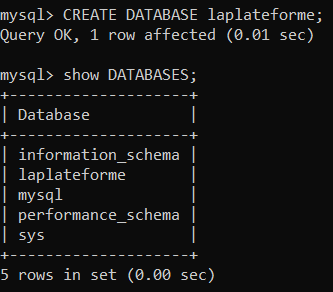 mysql> CREATE DATABASE laplateforme;
Query OK, 1 row affected (0.01 sec)

mysql> show DATABASES;
+--------------------+
| Database           |
+--------------------+
| information_schema |
| laplateforme       |
| mysql              |
| performance_schema |
| sys                |
+--------------------+
5 rows in set (0.00 sec)